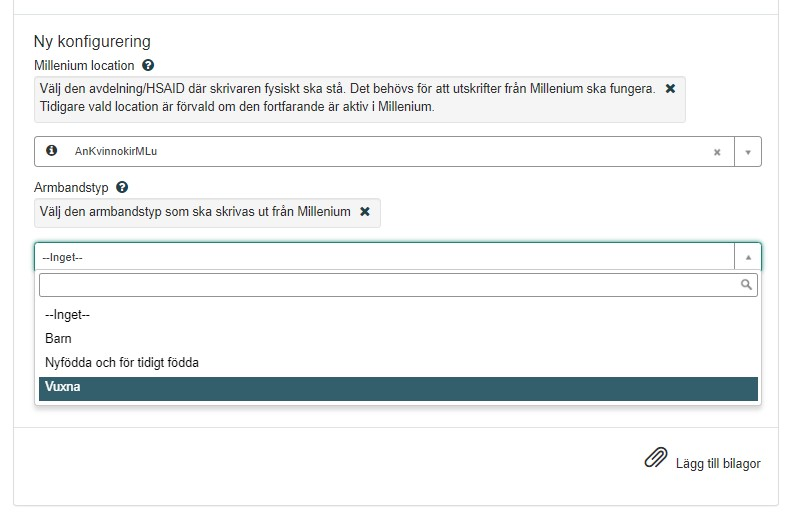 Ny konfigurering
Millenium location
Välj den avdelning/HSAID där skrivaren fysiskt ska stå. Det behövs för att utskrifter från Millenium ska fungera.
Tidigare vald location är förvald om den fortfarande är aktiv i Millenium.
AnKvinnokirMLu
Armbandstyp
Välj den armbandstyp som ska skrivas ut från Millenium
--Inget--
--Inget--
Barn
Nyfödda och för tidigt födda
Vuxna
Lägg till bilagor